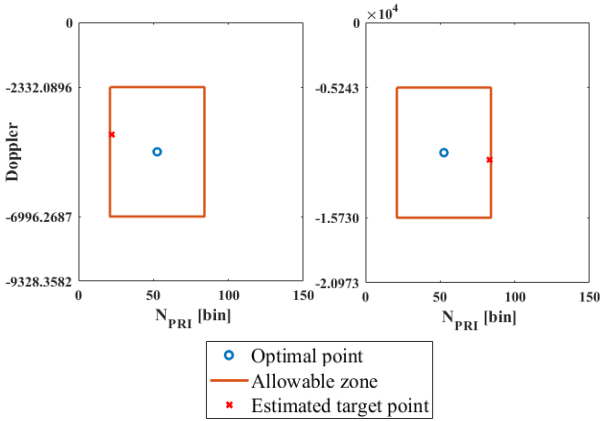 0
-2332.0896
-6996.2687
-9328.3582
Doppler
0 50 100 150
N_PRI [bin]
×10^4
0
-0.5243
-1.5730
-2.0973
0 50 100 150
N_PRI [bin]
Optimal point
Allowable zone
Estimated target point